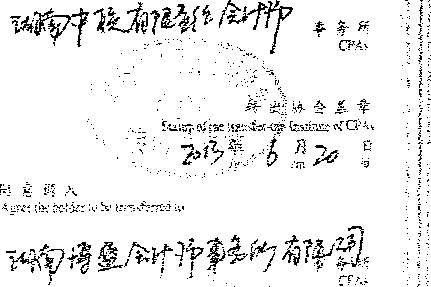 湖南中检有限责任会计师 事务所
CPAs
转出协会盖章
Stamp of the transfer-out Institute of CPAs
2013年 6月 20日
同意调入
Agree the holder to be transferred to
湖南博盈会计师事务所有限公司
CPAs